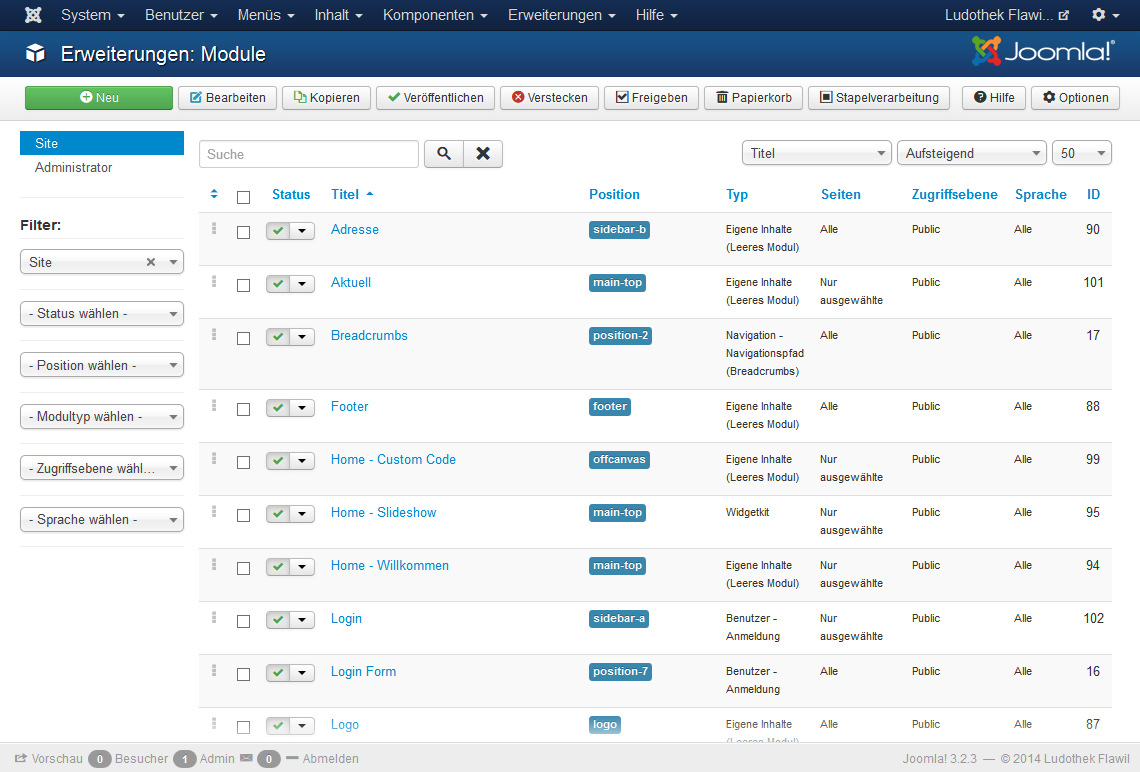 System Benutzer Menüs Inhalt Komponenten Erweiterungen Hilfe Ludothek Flawi...
Erweiterungen: Module Joomla!®
Neu Bearbeiten Kopieren Veröffentlichen Verstecken Freigeben Papierkorb Stapelverarbeitung Hilfe Optionen
Site
Administrator
Filter:
Site
- Status wählen -
- Position wählen -
- Modultyp wählen -
- Zugriffsebene wähl...
- Sprache wählen -
Suche Titel Aufsteigend 50
Status Titel Position Typ Seiten Zugriffsebene Sprache ID
Adresse sidebar-b Eigene Inhalte Alle Public Alle 90
(Leeres Modul)
Aktuell main-top Eigene Inhalte Nur Public Alle 101
(Leeres Modul) ausgewählte
Breadcrumbs position-2 Navigation - Alle Public Alle 17
Navigationspfad
(Breadcrumbs)
Footer footer Eigene Inhalte Alle Public Alle 88
(Leeres Modul)
Home - Custom Code offcanvas Eigene Inhalte Nur Public Alle 99
(Leeres Modul) ausgewählte
Home - Slideshow main-top Widgetkit Nur Public Alle 95
ausgewählte
Home - Willkommen main-top Eigene Inhalte Nur Public Alle 94
(Leeres Modul) ausgewählte
Login sidebar-a Benutzer - Nur Public Alle 102
Anmeldung ausgewählte
Login Form position-7 Benutzer - Alle Public Alle 16
Anmeldung
Logo logo Eigene Inhalte Alle Public Alle 87
(Leeres Modul)
Vorschau 0 Besucher 1 Admin 0 Abmelden Joomla! 3.2.3 — © 2014 Ludothek Flawil